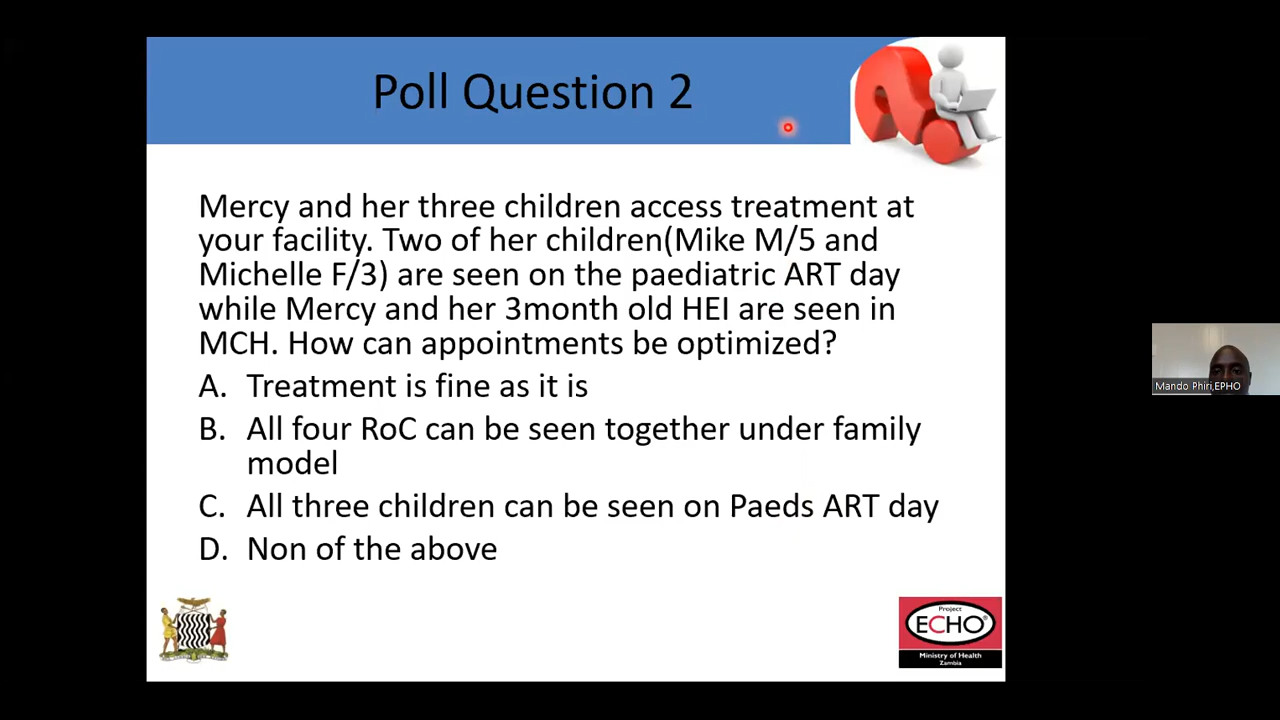 Poll Question 2
Mercy and her three children access treatment at
your facility. Two of her children(Mike M/5 and
Michelle F/3) are seen on the paediatric ART day
while Mercy and her 3month old HEI are seen in
MCH. How can appointments be optimized?
A. Treatment is fine as it is
B. All four RoC can be seen together under family
model
C. All three children can be seen on Paeds ART day
D. Non of the above
Mando Phiri,EPHO
Project
ECHO®
Ministry of Health
Zambia